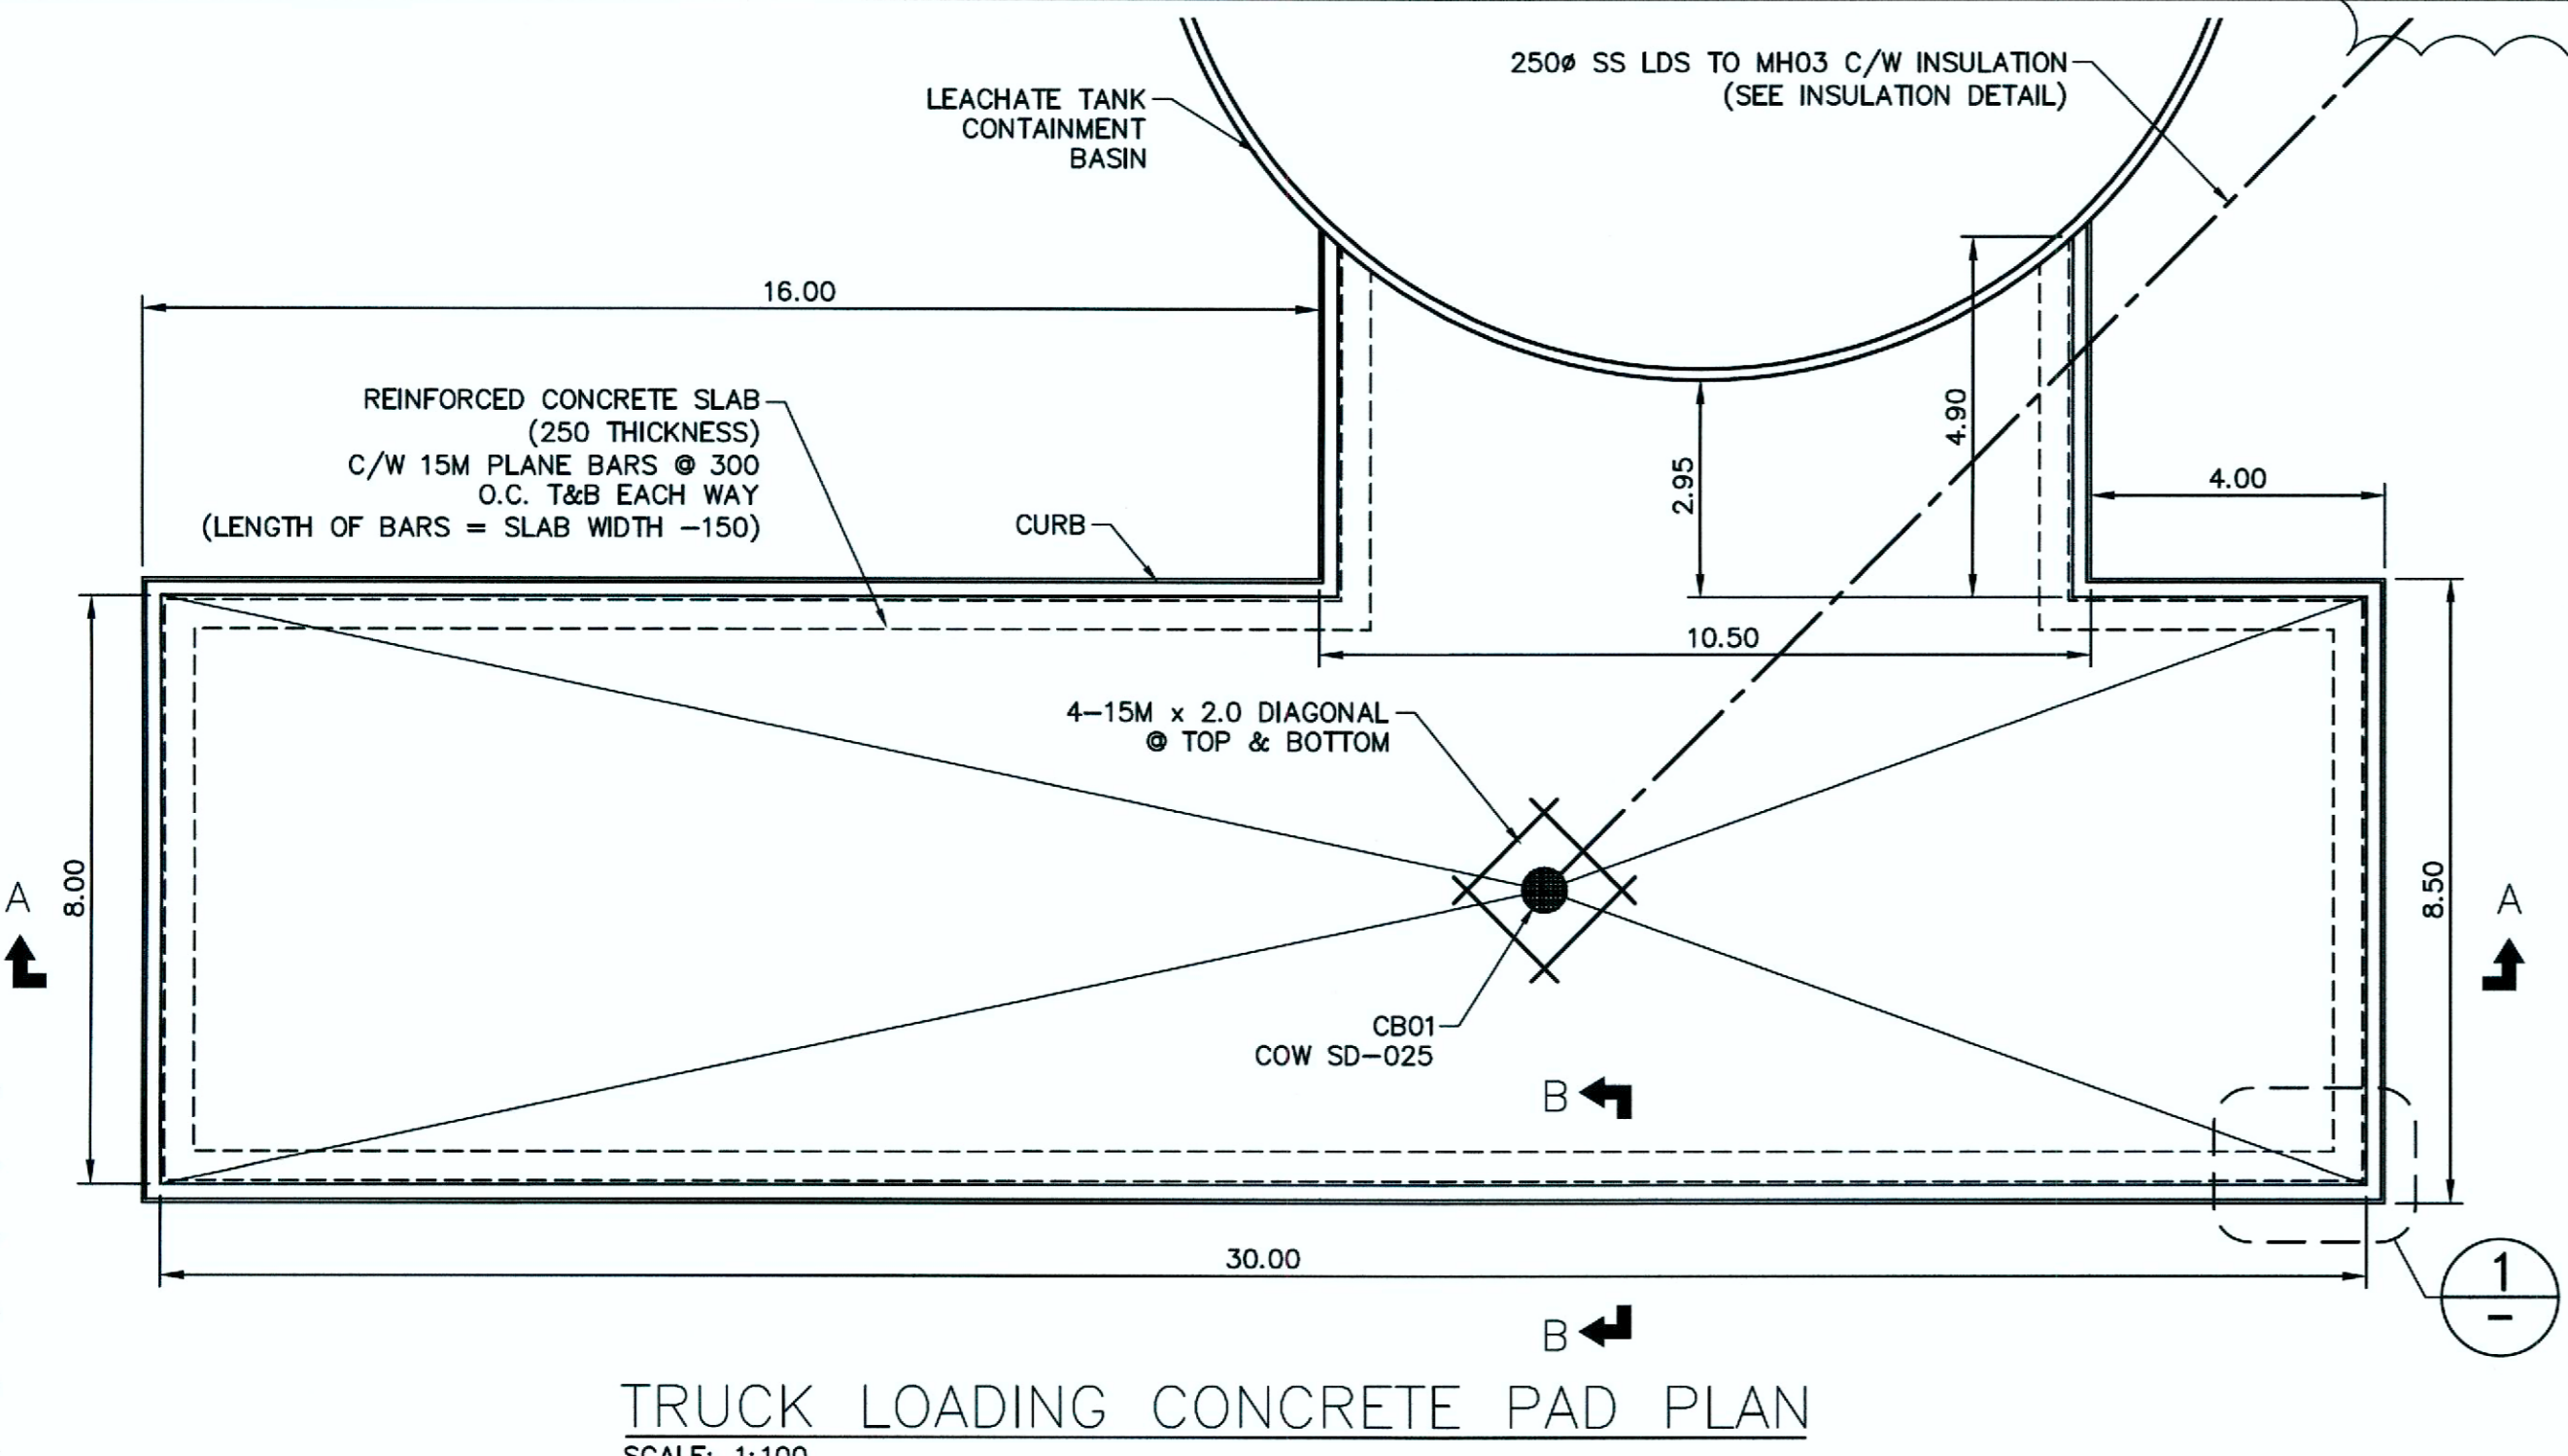 250ø SS LDS TO MH03 C/W INSULATION
(SEE INSULATION DETAIL)
LEACHATE TANK
CONTAINMENT
BASIN
16.00
REINFORCED CONCRETE SLAB
(250 THICKNESS)
C/W 15M PLANE BARS @ 300
O.C. T&B EACH WAY
(LENGTH OF BARS = SLAB WIDTH -150)
CURB
2.95
4.90
4.00
10.50
4-15M x 2.0 DIAGONAL
@ TOP & BOTTOM
A
8.00
8.50
A
CB01
COW SD-025
B
30.00
1
-
B
TRUCK LOADING CONCRETE PAD PLAN
SCALE: 1:100